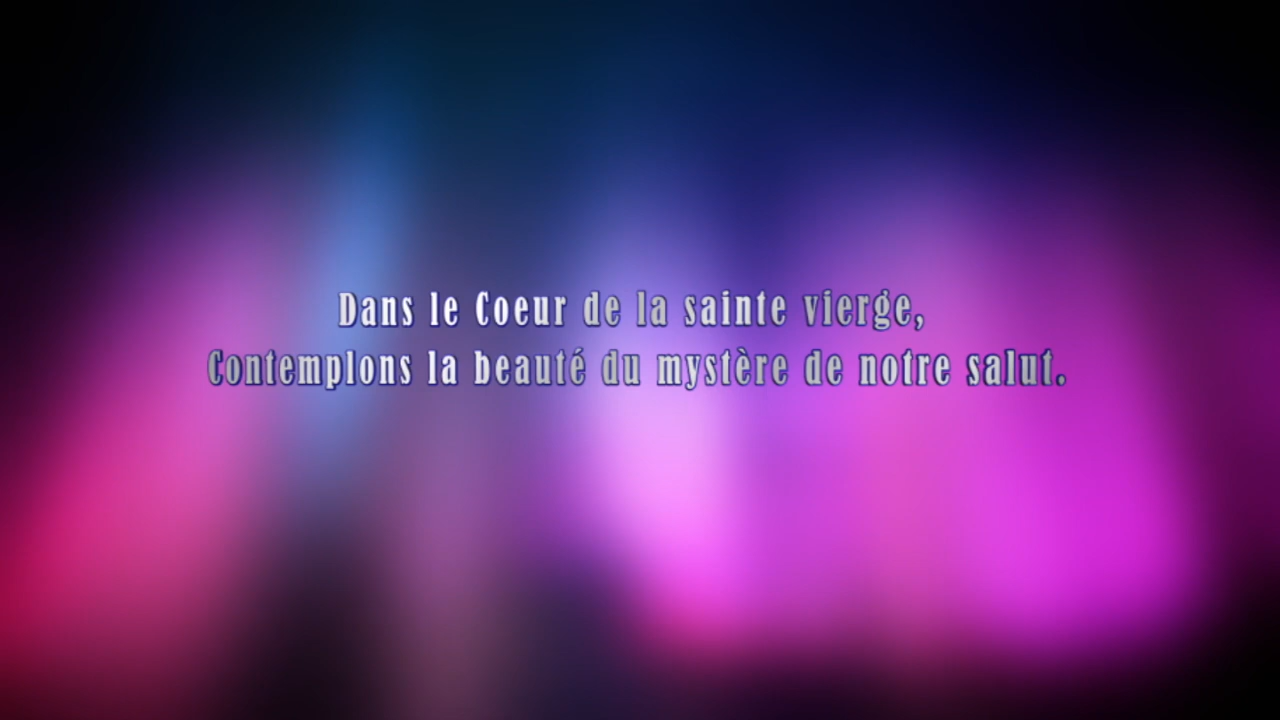 Dans le Coeur de la sainte vierge,
Contemplons la beauté du mystère de notre salut.